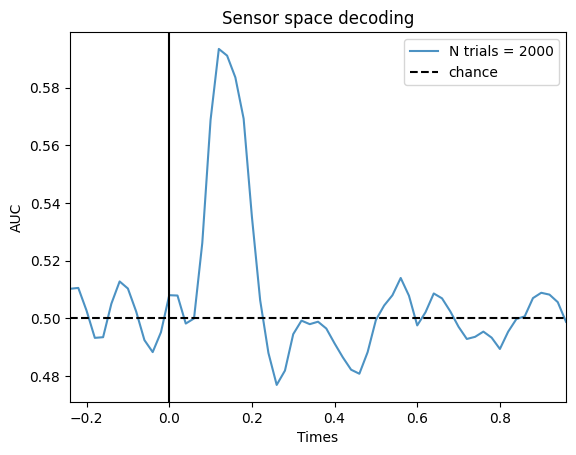 Sensor space decoding
N trials = 2000
chance
AUC
0.58
0.56
0.54
0.52
0.50
0.48
−0.2 0.0 0.2 0.4 0.6 0.8
Times